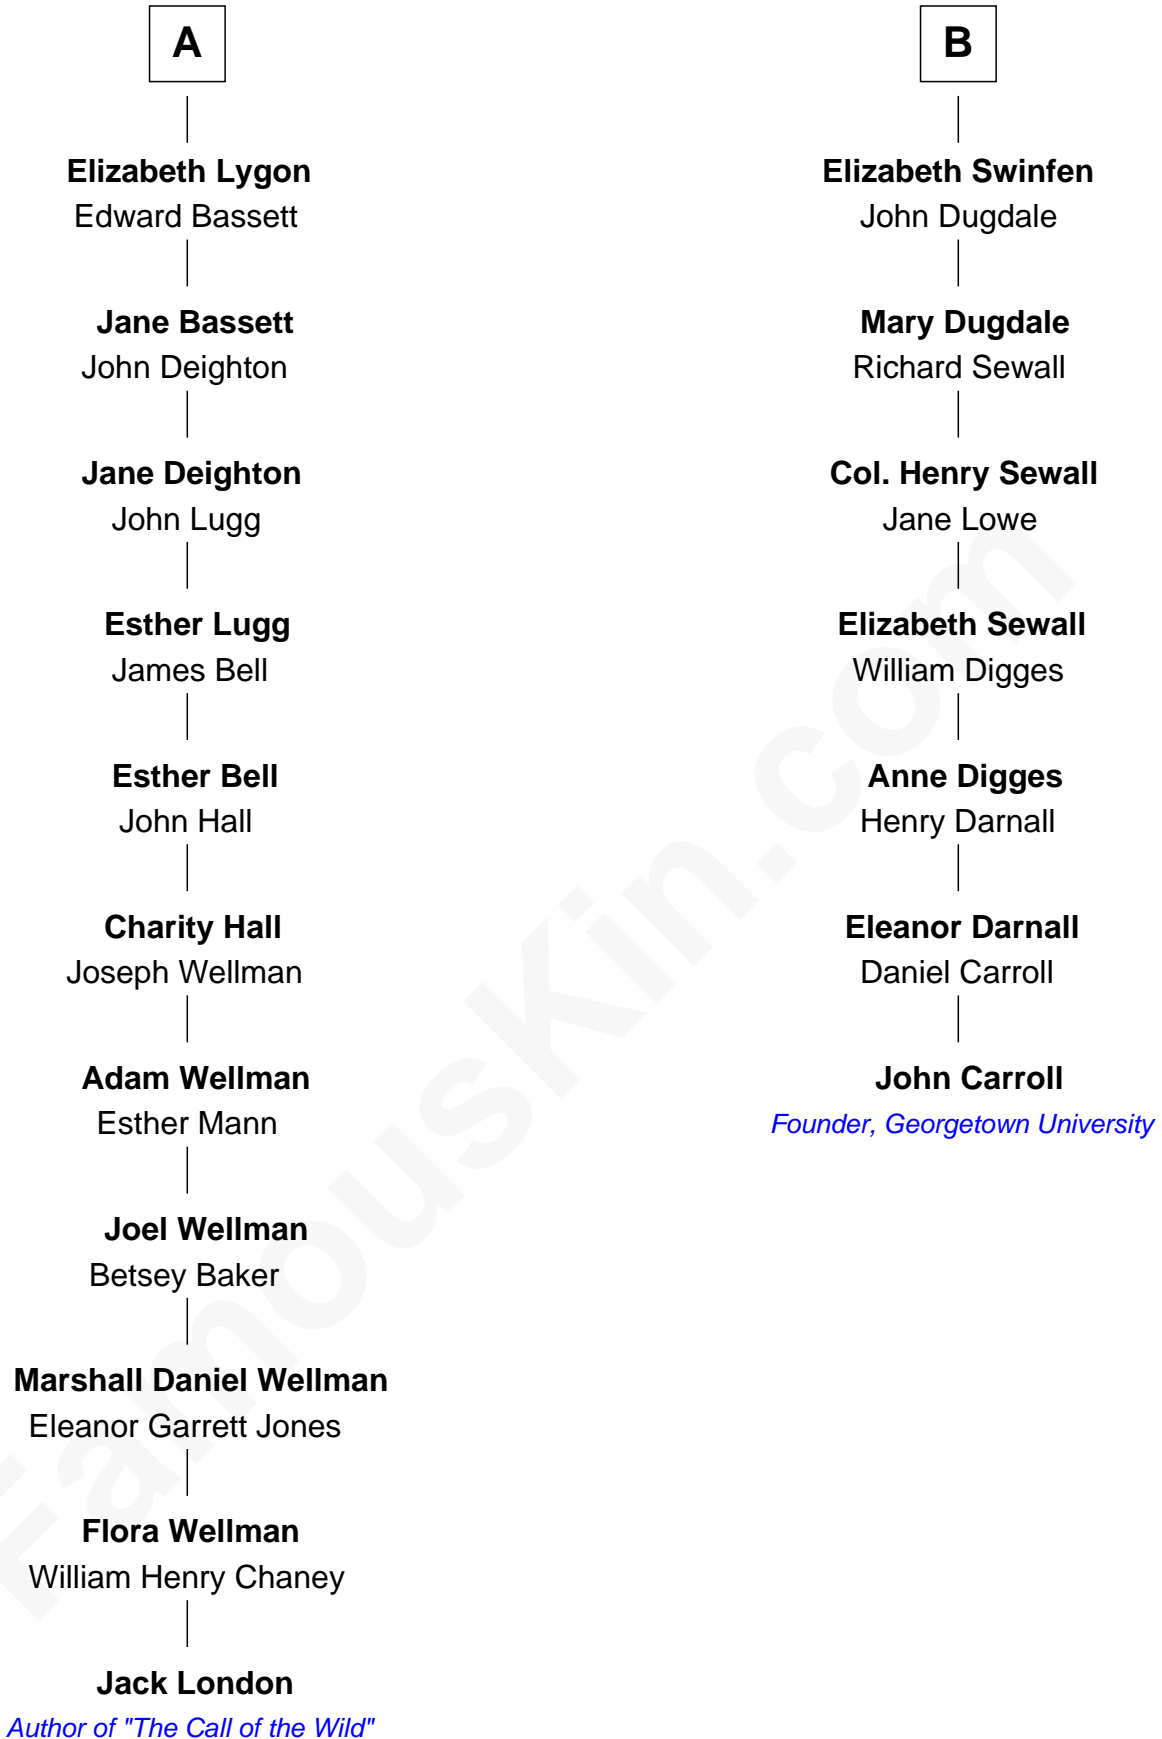 A
Elizabeth Lygon
Edward Bassett
Jane Bassett
John Deighton
Jane Deighton
John Lugg
Esther Lugg
James Bell
Esther Bell
John Hall
Charity Hall
Joseph Wellman
Adam Wellman
Esther Mann
Joel Wellman
Betsey Baker
Marshall Daniel Wellman
Eleanor Garrett Jones
Flora Wellman
William Henry Chaney
Jack London
Author of "The Call of the Wild"
B
Elizabeth Swinfen
John Dugdale
Mary Dugdale
Richard Sewall
Col. Henry Sewall
Jane Lowe
Elizabeth Sewall
William Digges
Anne Digges
Henry Darnall
Eleanor Darnall
Daniel Carroll
John Carroll
Founder, Georgetown University
FamousKin.com